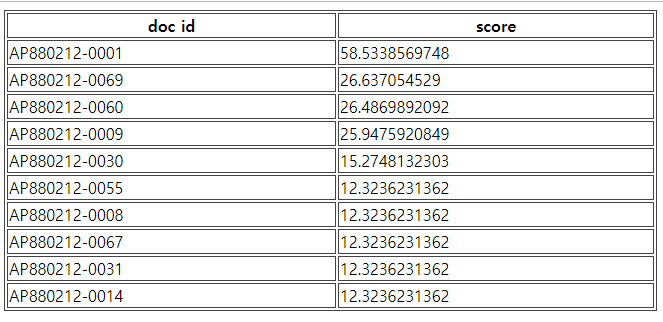 doc id score
AP880212-0001 58.5338569748
AP880212-0069 26.637054529
AP880212-0060 26.4869892092
AP880212-0009 25.9475920849
AP880212-0030 15.2748132303
AP880212-0055 12.3236231362
AP880212-0008 12.3236231362
AP880212-0067 12.3236231362
AP880212-0031 12.3236231362
AP880212-0014 12.3236231362